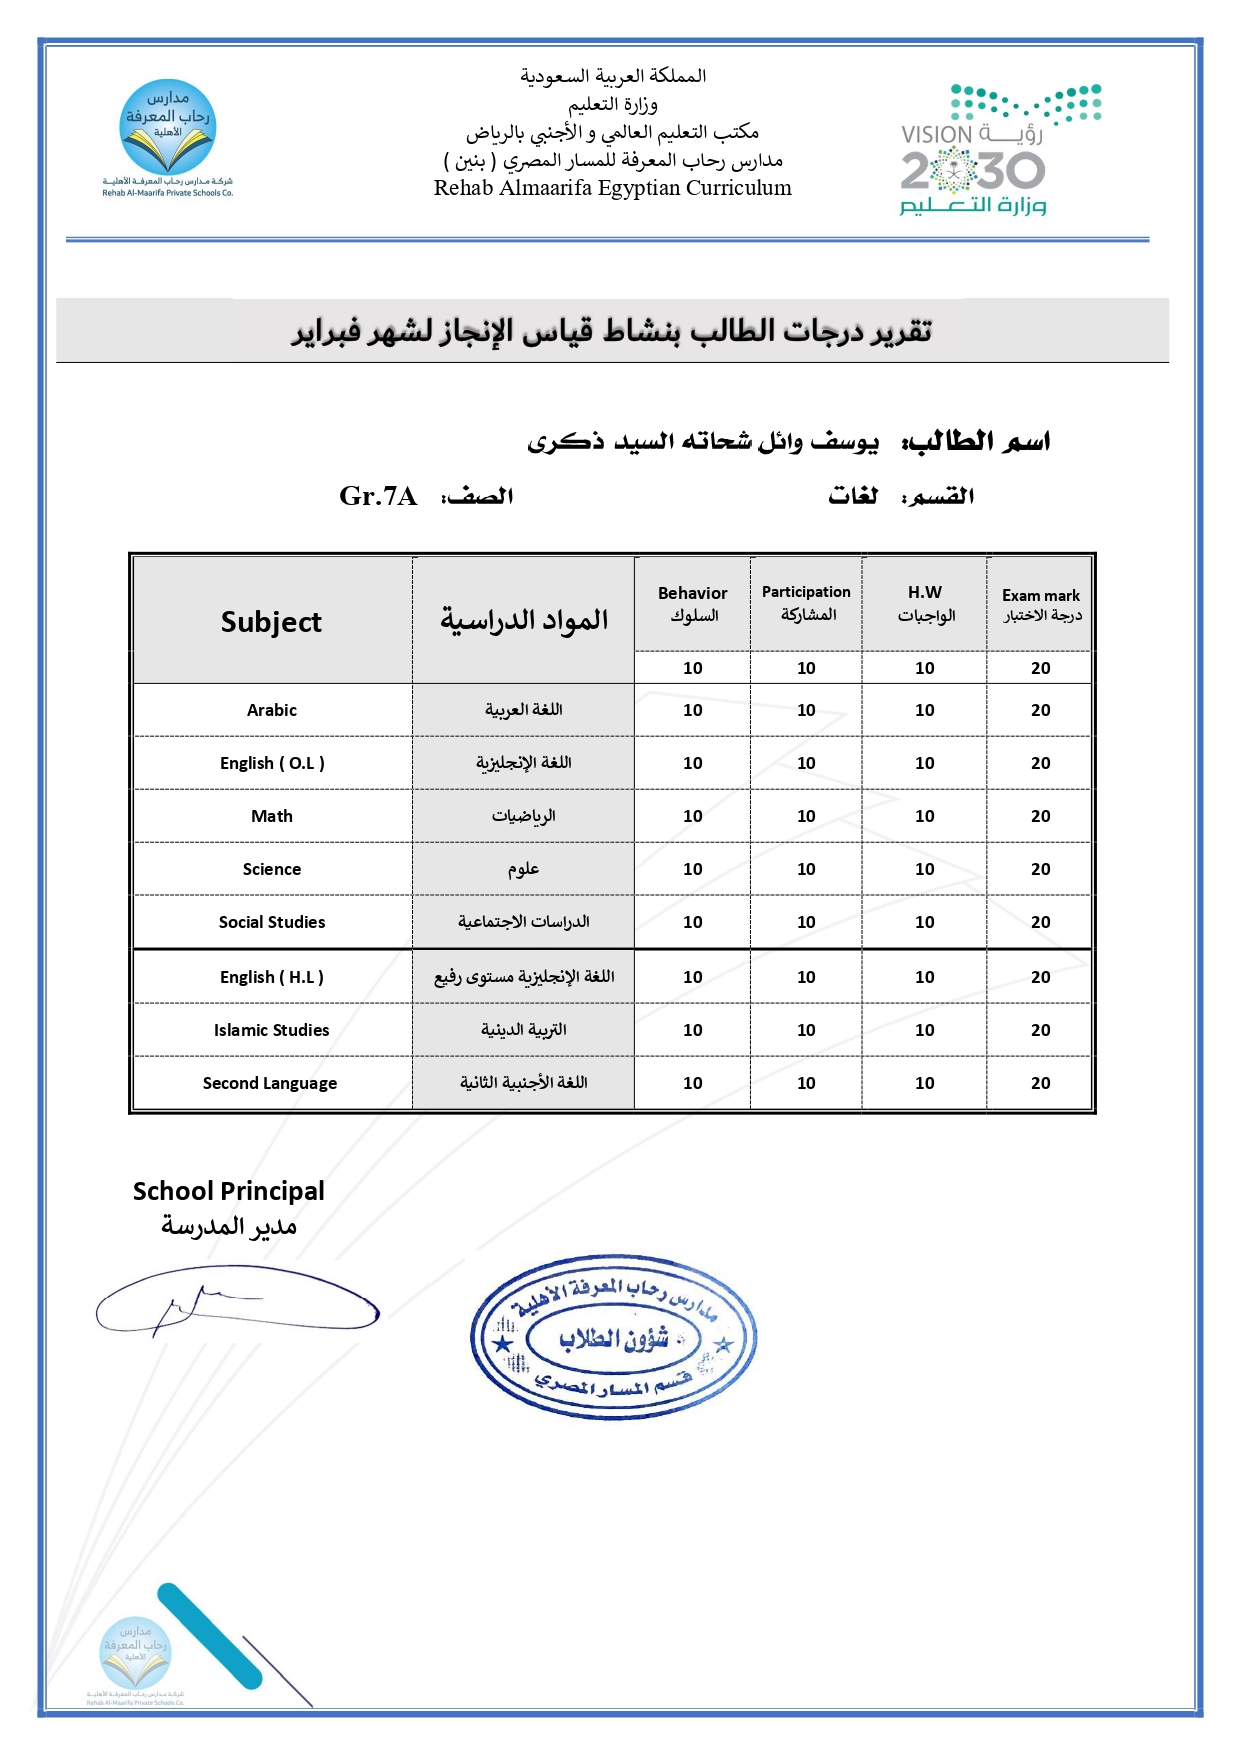 مدارس
رحاب المعرفة
الأهلية
شركة مدارس رحاب المعرفة الأهلية
Rehab Al-Maarifa Private Schools Co.
المملكة العربية السعودية
وزارة التعليم
مكتب التعليم العالمي و الأجنبي بالرياض
مدارس رحاب المعرفة للمسار المصري ( بنين )
Rehab Almaarifa Egyptian Curriculum
VISION رؤية
2030
وزارة التعليم
تقرير درجات الطالب بنشاط قياس الإنجاز لشهر فبراير
اسم الطالب: يوسف وائل شحاته السيد ذكرى
القسم: لغات الصف: Gr.7A
Subject المواد الدراسية Behavior السلوك Participation المشاركة H.W الواجبات Exam mark درجة الاختبار
10 10 10 20
Arabic اللغة العربية 10 10 10 20
English ( O.L ) اللغة الإنجليزية 10 10 10 20
Math الرياضيات 10 10 10 20
Science علوم 10 10 10 20
Social Studies الدراسات الاجتماعية 10 10 10 20
English ( H.L ) اللغة الإنجليزية مستوى رفيع 10 10 10 20
Islamic Studies التربية الدينية 10 10 10 20
Second Language اللغة الأجنبية الثانية 10 10 10 20
School Principal
مدير المدرسة
مدارس رحاب المعرفة الأهلية
شؤون الطلاب
قسم المسار المصري
مدارس
رحاب المعرفة
الأهلية
شركة مدارس رحاب المعرفة الأهلية
Rehab Al-Maarifa Private Schools Co.